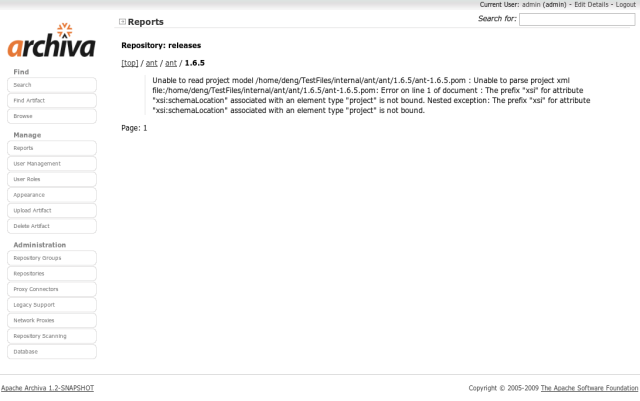 Current User: admin (admin) - Edit Details - Logout
archiva
Reports
Search for:
Find
Search
Find Artifact
Browse
Manage
Reports
User Management
User Roles
Appearance
Upload Artifact
Delete Artifact
Administration
Repository Groups
Repositories
Proxy Connectors
Legacy Support
Network Proxies
Repository Scanning
Database
Repository: releases
[top] / ant / ant / 1.6.5
Unable to read project model /home/deng/TestFiles/internal/ant/ant/1.6.5/ant-1.6.5.pom : Unable to parse project xml
file:/home/deng/TestFiles/internal/ant/ant/1.6.5/ant-1.6.5.pom: Error on line 1 of document : The prefix "xsi" for attribute
"xsi:schemaLocation" associated with an element type "project" is not bound. Nested exception: The prefix "xsi" for attribute
"xsi:schemaLocation" associated with an element type "project" is not bound.
Page: 1
Apache Archiva 1.2-SNAPSHOT
Copyright © 2005-2009 The Apache Software Foundation